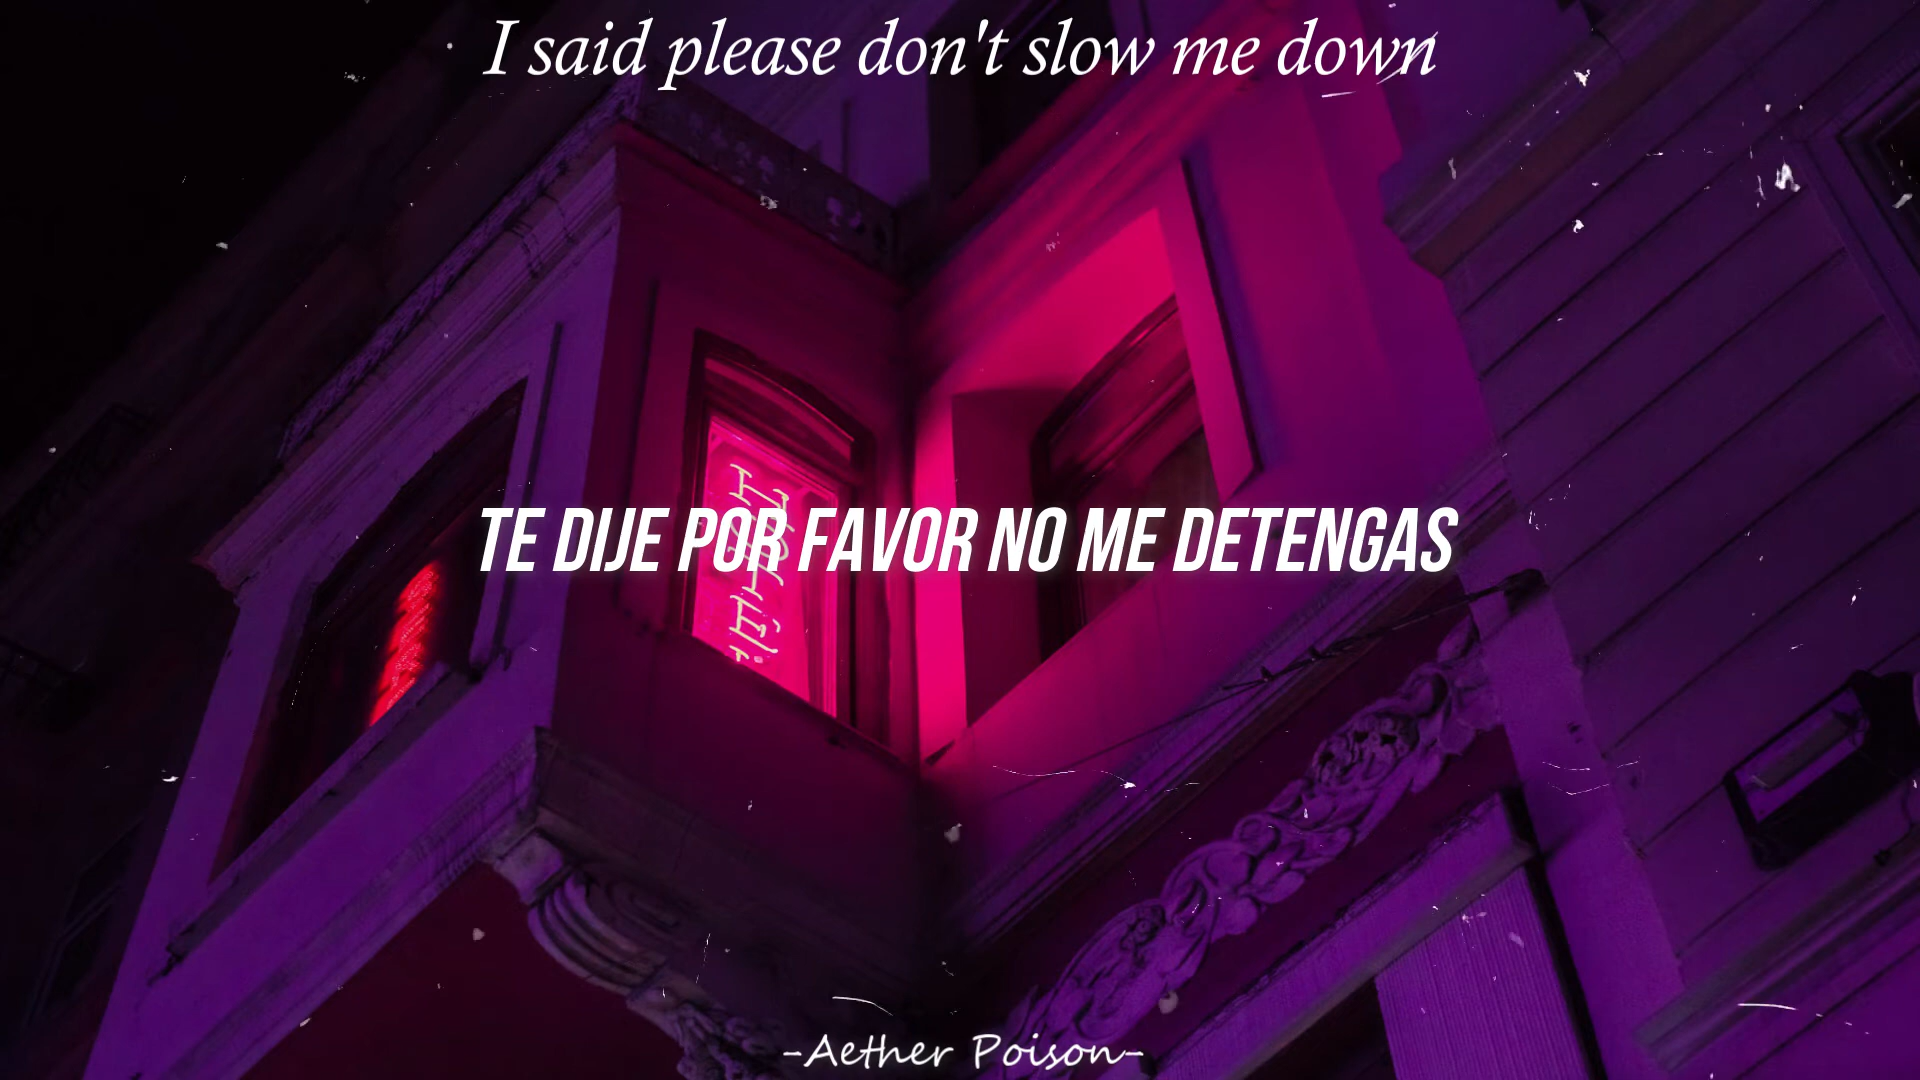 I said please don't slow me down
TE DIJE POR FAVOR NO ME DETENGAS
-Aether Poison-